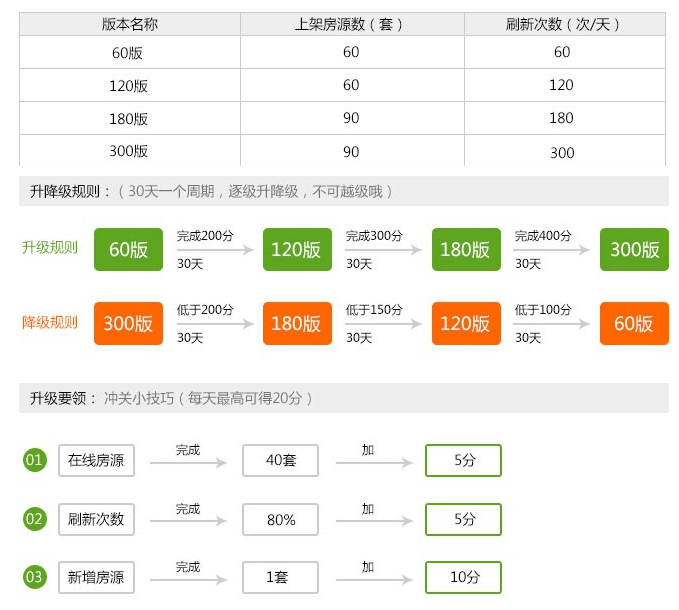 版本名称 上架房源数（套） 刷新次数（次/天）
60版 60 60
120版 60 120
180版 90 180
300版 90 300
升降级规则：（30天一个周期，逐级升降级，不可越级哦）
升级规则 60版 完成200分 30天 120版 完成300分 30天 180版 完成400分 30天 300版
降级规则 300版 低于200分 30天 180版 低于150分 30天 120版 低于100分 30天 60版
升级要领： 冲关小技巧（每天最高可得20分）
01 在线房源 完成 40套 加 5分
02 刷新次数 完成 80% 加 5分
03 新增房源 完成 1套 加 10分